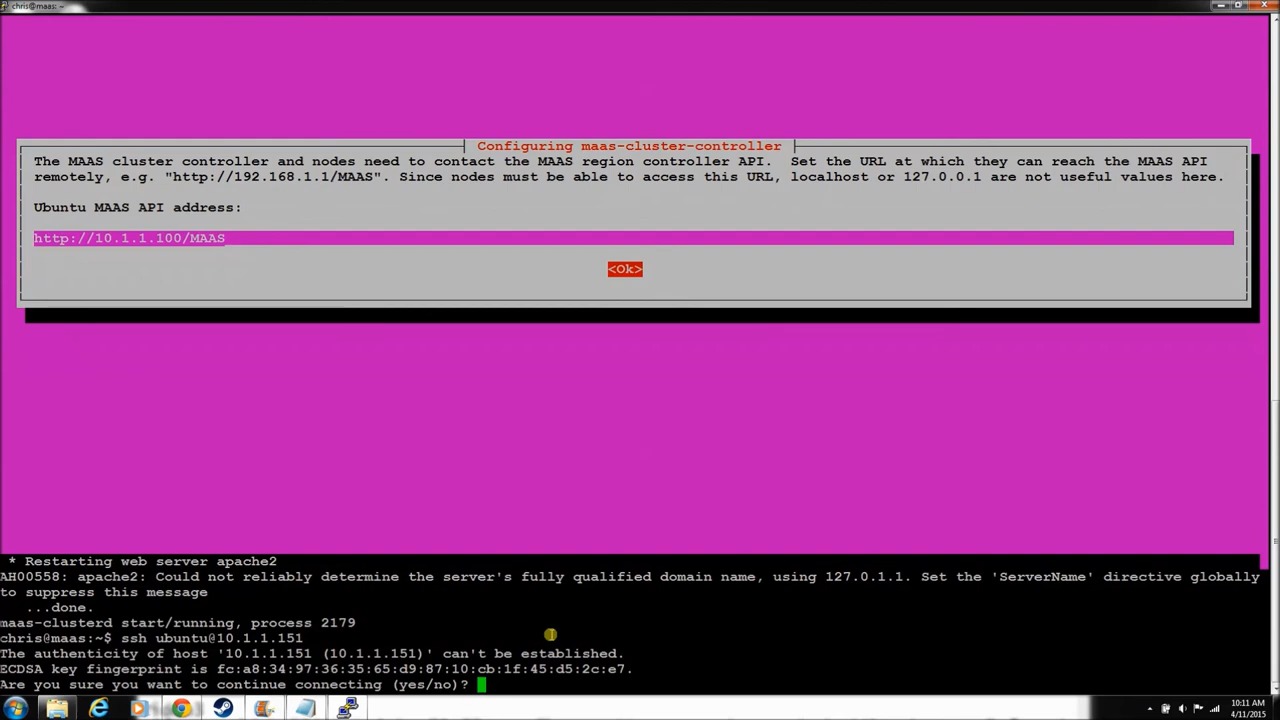 chris@maas: ~
Configuring maas-cluster-controller
The MAAS cluster controller and nodes need to contact the MAAS region controller API.  Set the URL at which they can reach the MAAS API
remotely, e.g. "http://192.168.1.1/MAAS". Since nodes must be able to access this URL, localhost or 127.0.0.1 are not useful values here.
Ubuntu MAAS API address:
http://10.1.1.100/MAAS
<Ok>
* Restarting web server apache2
AH00558: apache2: Could not reliably determine the server's fully qualified domain name, using 127.0.1.1. Set the 'ServerName' directive globally
to suppress this message
...done.
maas-clusterd start/running, process 2179
chris@maas:~$ ssh ubuntu@10.1.1.151
The authenticity of host '10.1.1.151 (10.1.1.151)' can't be established.
ECDSA key fingerprint is fc:a8:34:97:36:35:65:d9:87:10:cb:1f:45:d5:2c:e7.
Are you sure you want to continue connecting (yes/no)?
10:11 AM
4/11/2015